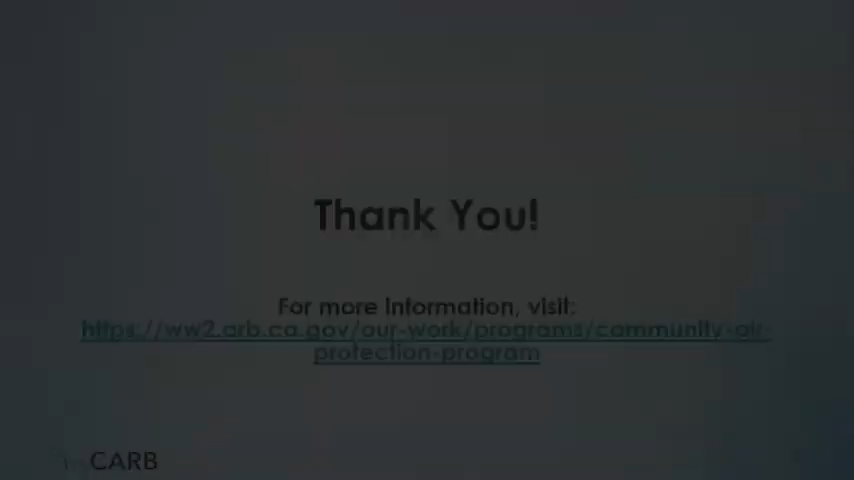 Thank You!
For more information, visit:
https://ww2.arb.ca.gov/our-work/programs/community-air-
protection-program
CARB